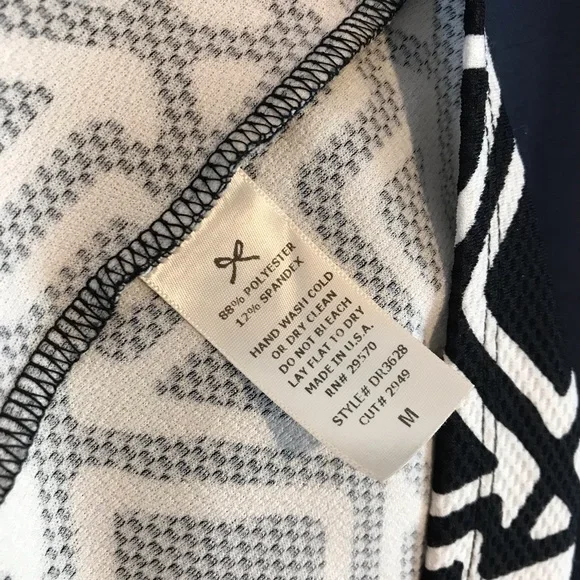 88% POLYESTER
12% SPANDEX
HAND WASH COLD
OR DRY CLEAN
DO NOT BLEACH
LAY FLAT TO DRY
MADE IN U.S.A.
RN# 29570
STYLE# DR3628
CUT# 2949
M